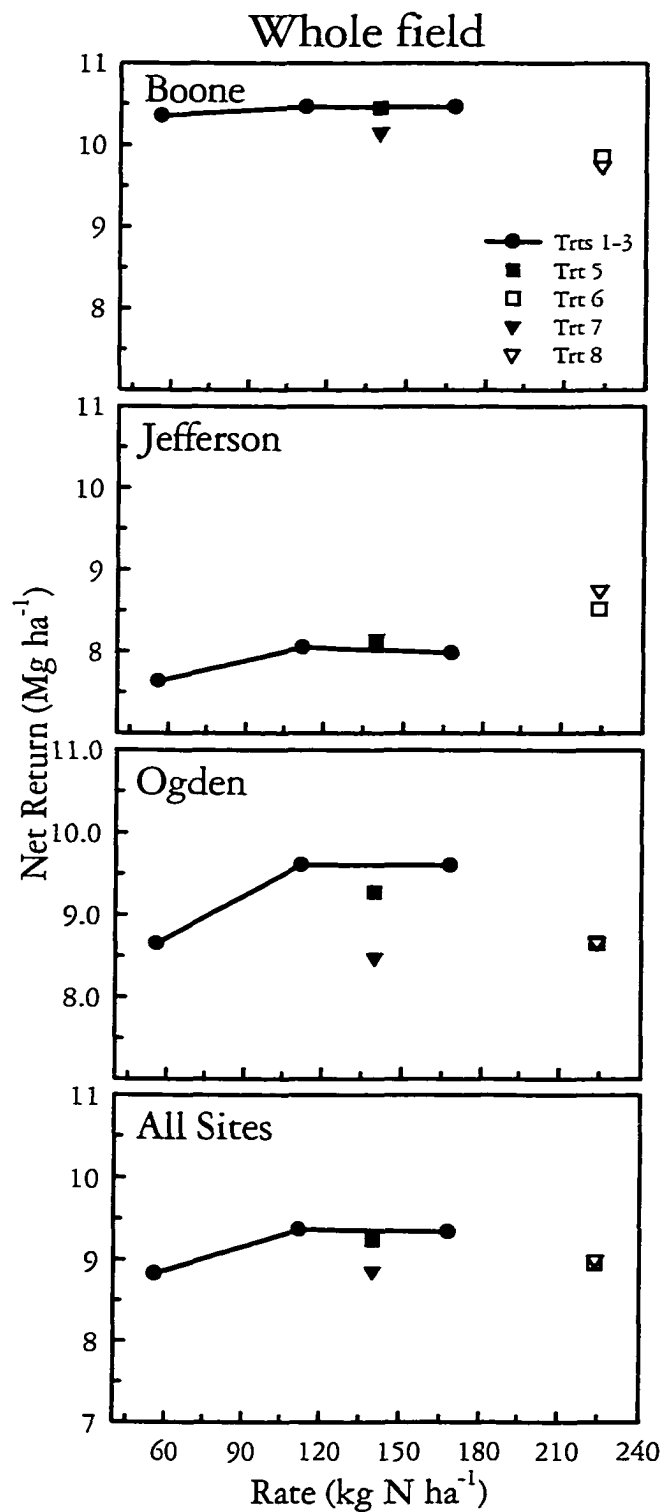 Whole field
Net Return (Mg ha⁻¹)
11
10
9
8
Boone
Trts 1-3
Trt 5
Trt 6
Trt 7
Trt 8
11
10
9
8
Jefferson
11.0
10.0
9.0
8.0
Ogden
11
10
9
8
7
All Sites
60 90 120 150 180 210 240
Rate (kg N ha⁻¹)